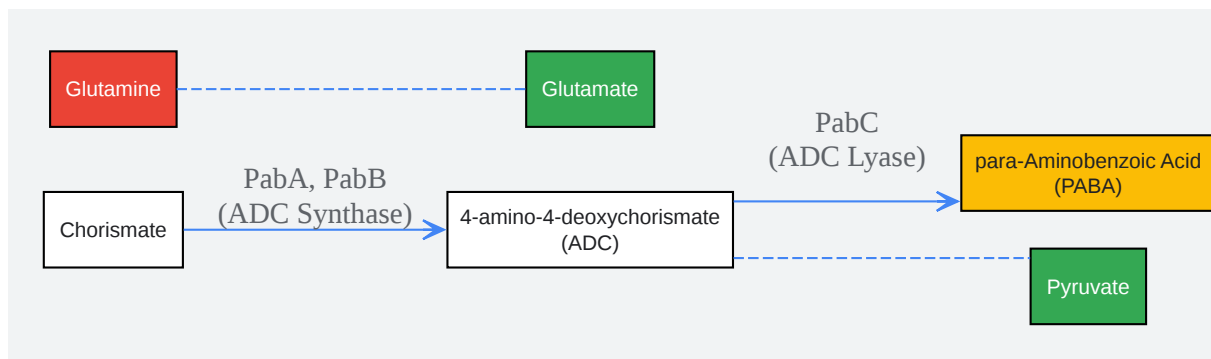 Glutamine
Glutamate
PabC
(ADC Lyase)
para-Aminobenzoic Acid
(PABA)
PabA, PabB
(ADC Synthase)
Chorismate
4-amino-4-deoxychorismate
(ADC)
Pyruvate